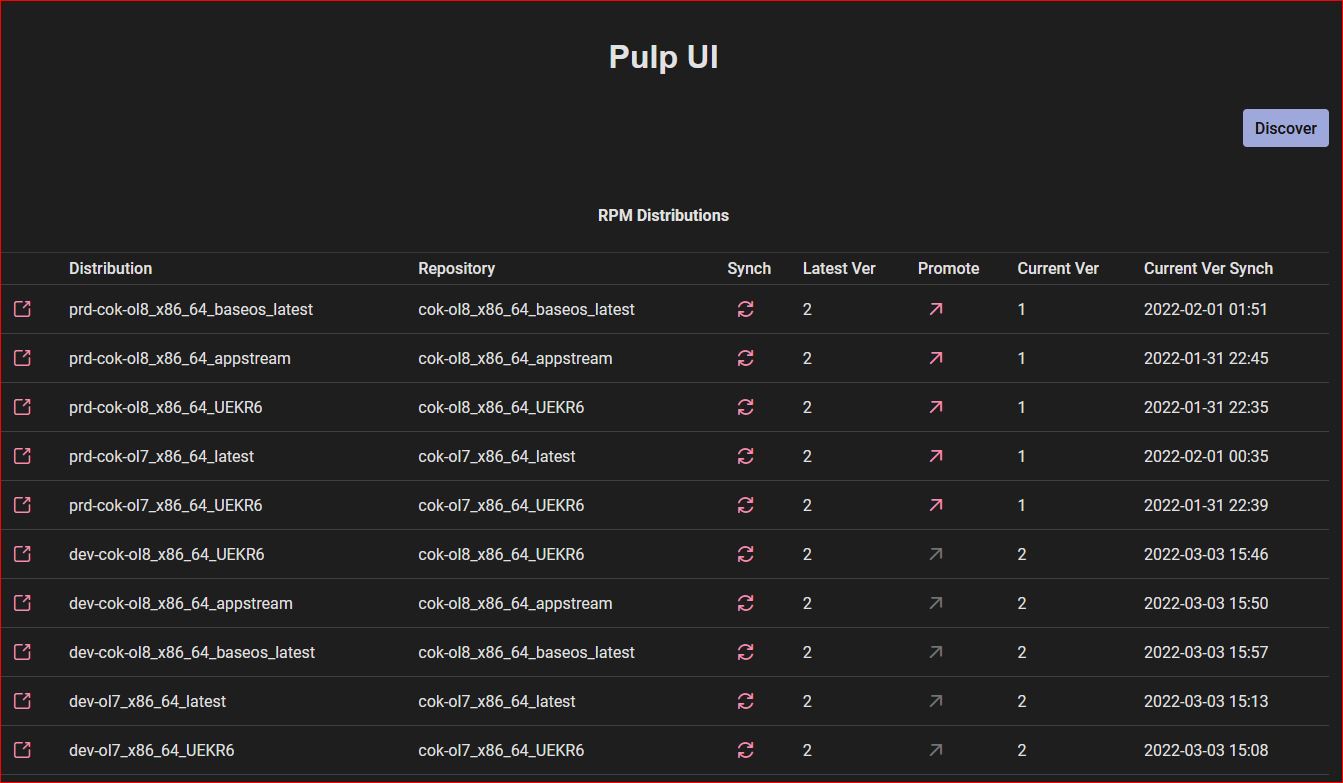 Pulp UI
Discover
RPM Distributions
Distribution Repository Synch Latest Ver Promote Current Ver Current Ver Synch
prd-cok-ol8_x86_64_baseos_latest cok-ol8_x86_64_baseos_latest 2 1 2022-02-01 01:51
prd-cok-ol8_x86_64_appstream cok-ol8_x86_64_appstream 2 1 2022-01-31 22:45
prd-cok-ol8_x86_64_UEKR6 cok-ol8_x86_64_UEKR6 2 1 2022-01-31 22:35
prd-cok-ol7_x86_64_latest cok-ol7_x86_64_latest 2 1 2022-02-01 00:35
prd-cok-ol7_x86_64_UEKR6 cok-ol7_x86_64_UEKR6 2 1 2022-01-31 22:39
dev-cok-ol8_x86_64_UEKR6 cok-ol8_x86_64_UEKR6 2 2 2022-03-03 15:46
dev-cok-ol8_x86_64_appstream cok-ol8_x86_64_appstream 2 2 2022-03-03 15:50
dev-cok-ol8_x86_64_baseos_latest cok-ol8_x86_64_baseos_latest 2 2 2022-03-03 15:57
dev-ol7_x86_64_latest cok-ol7_x86_64_latest 2 2 2022-03-03 15:13
dev-ol7_x86_64_UEKR6 cok-ol7_x86_64_UEKR6 2 2 2022-03-03 15:08